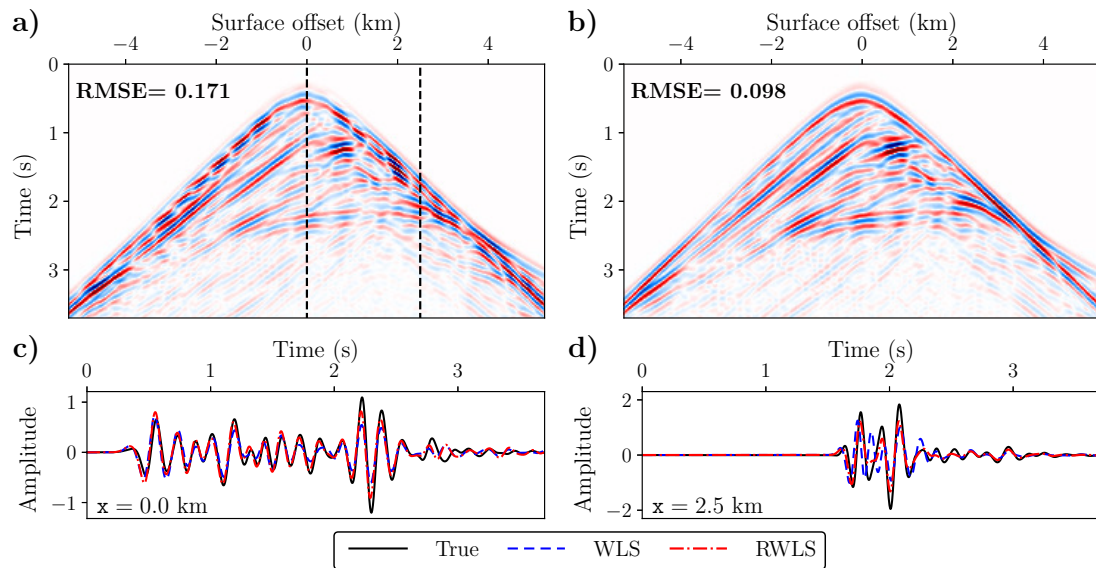 a)
Surface offset (km)
−4 −2 0 2 4
0
1
2
3
Time (s)
RMSE= 0.171
b)
Surface offset (km)
−4 −2 0 2 4
0
1
2
3
Time (s)
RMSE= 0.098
c)
Time (s)
0 1 2 3
1
0
−1
Amplitude
x = 0.0 km
d)
Time (s)
0 1 2 3
2
0
−2
Amplitude
x = 2.5 km
True WLS RWLS